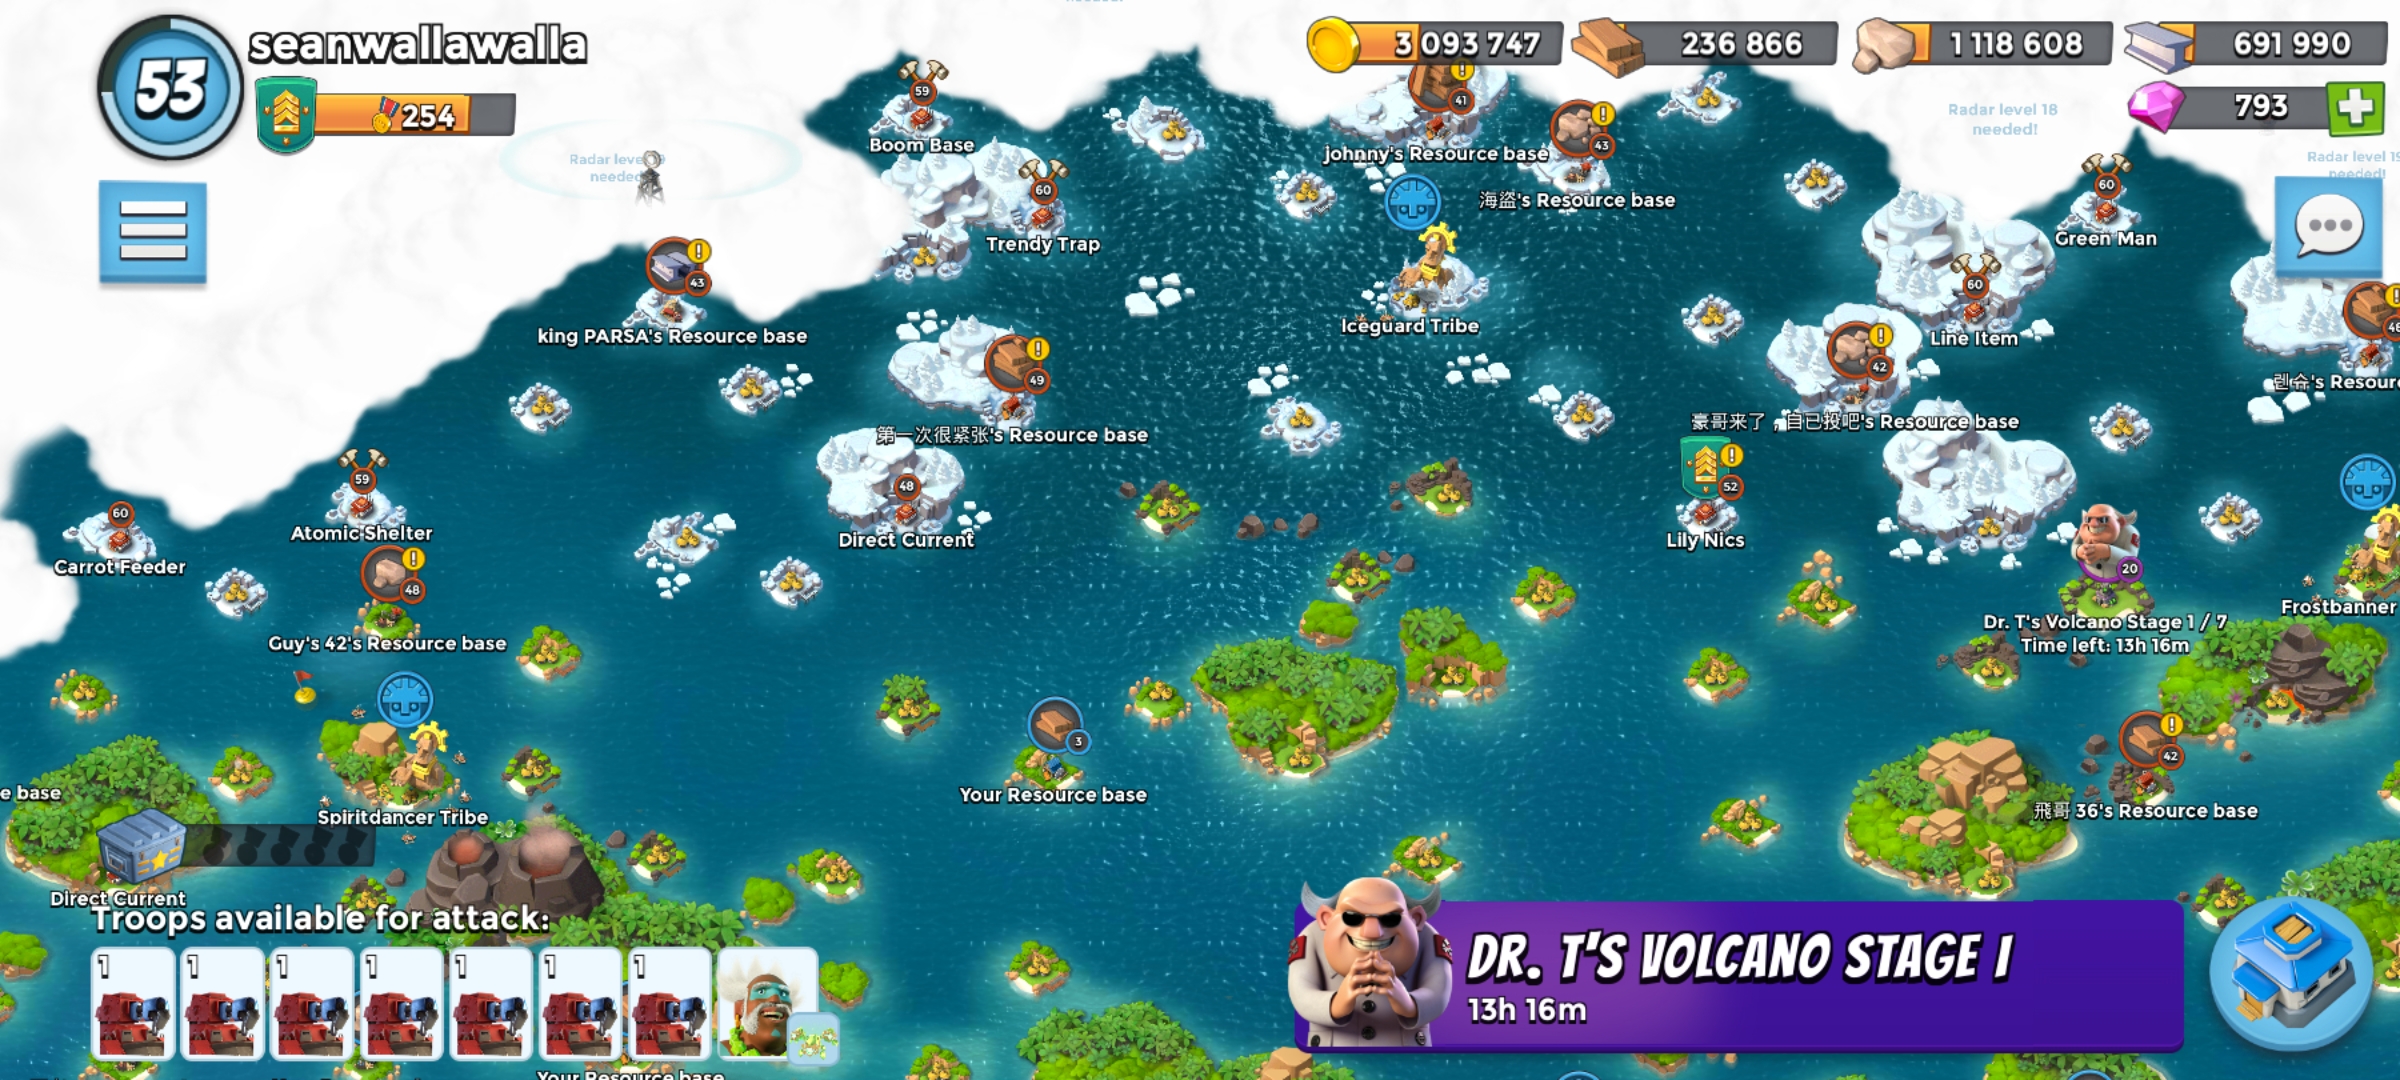 needed!
53
seanwallawalla
254
3 093 747
236 866
1 118 608
691 990
793
Radar level 18
needed!
59
Boom Base
60
Trendy Trap
41
johnny's Resource base
43
海盜's Resource base
60
Green Man
43
king PARSA's Resource base
Iceguard Tribe
60
Line Item
49
第一次很紧张's Resource base
42
豪哥来了，自已投吧's Resource base
59
Atomic Shelter
60
Carrot Feeder
48
Direct Current
52
Lily Nics
48
Guy's 42's Resource base
20
Dr. T's Volcano Stage 1 / 7
Time left: 13h 16m
Frostbanner
Spiritdancer Tribe
3
Your Resource base
42
飛哥 36's Resource base
e base
Direct Current
Troops available for attack:
1 1 1 1 1 1 1
DR. T'S VOLCANO STAGE 1
13h 16m
Your Resource base